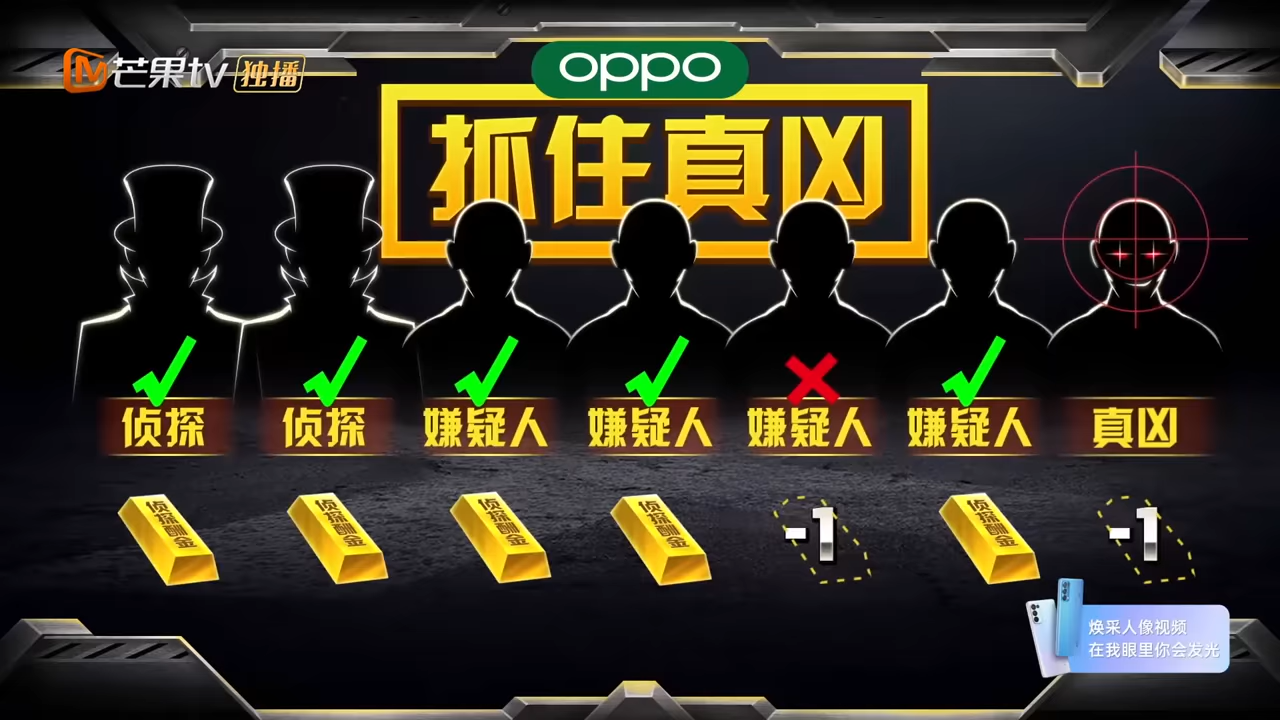 芒果tv 独播
oppo
抓住真凶
侦探 侦探 嫌疑人 嫌疑人 嫌疑人 嫌疑人 真凶
侦探酬金 侦探酬金 侦探酬金 侦探酬金 -1 侦探酬金 -1
焕采人像视频
在我眼里你会发光